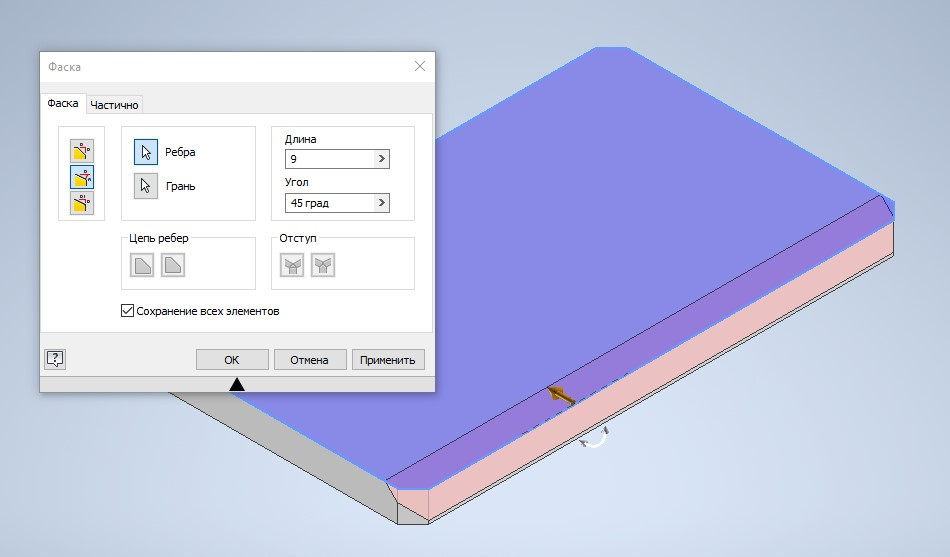 Фаска
Фаска Частично
Ребра
Грань
Длина
9
Угол
45 град
Цепь ребер
Отступ
Сохранение всех элементов
?
ОК Отмена Применить